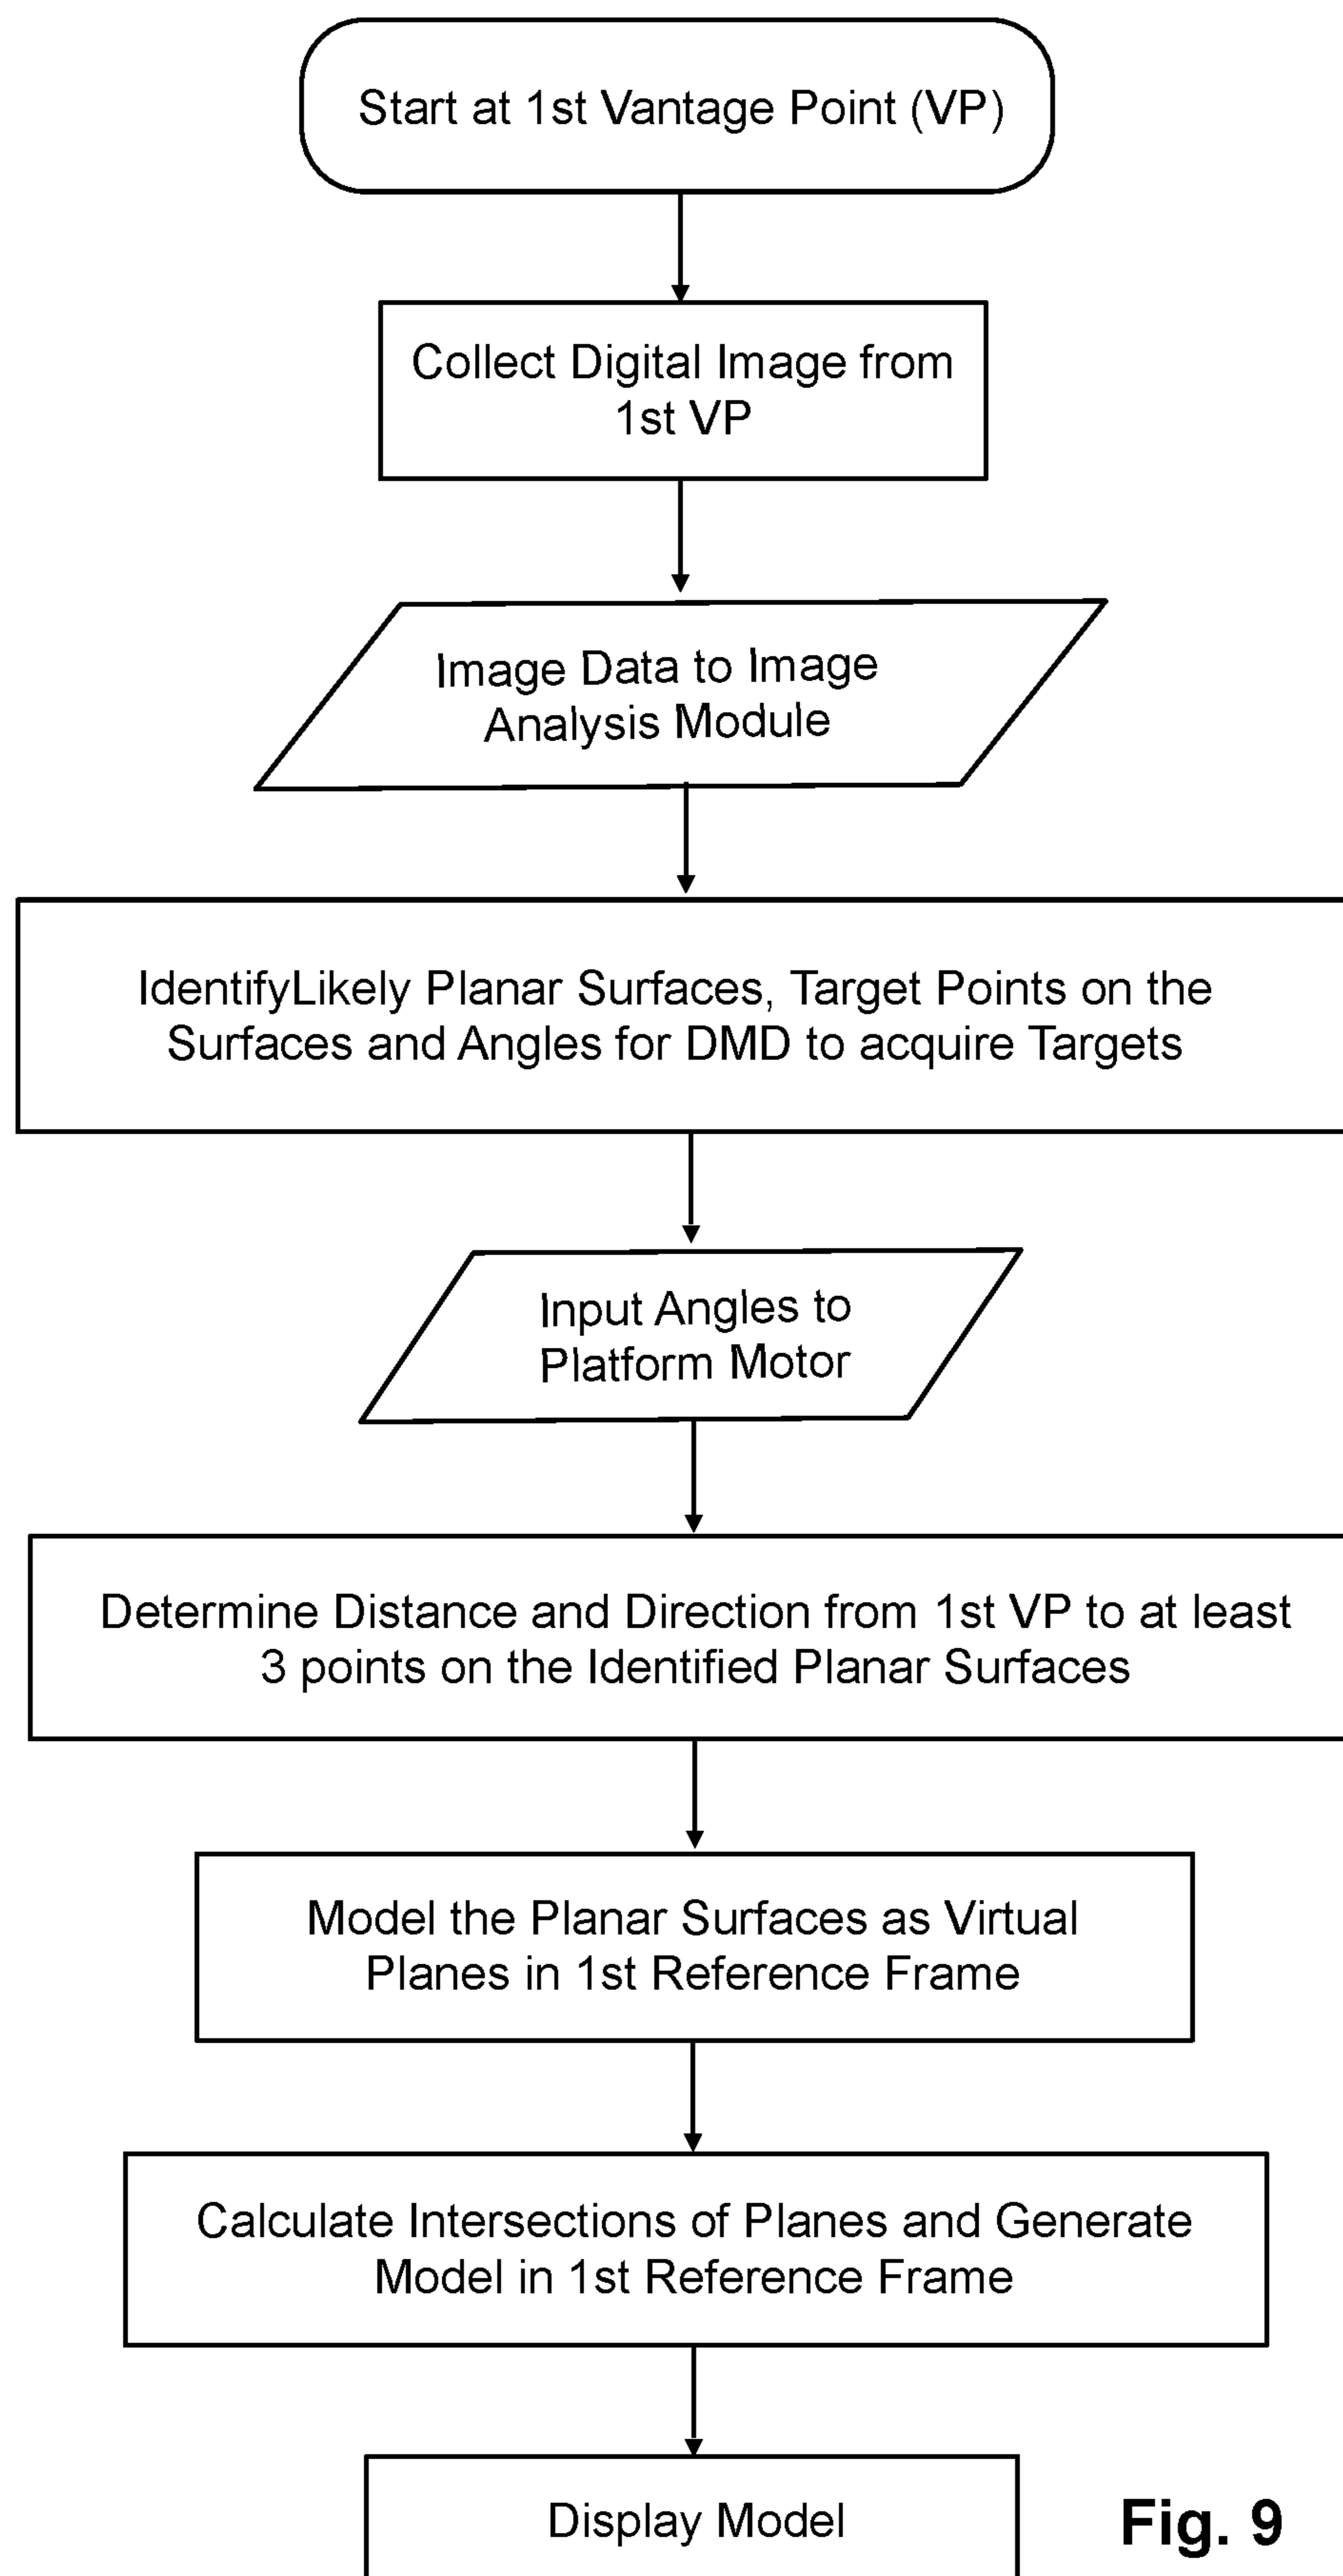 Start at 1st Vantage Point (VP)
Collect Digital Image from
1st VP
Image Data to Image
Analysis Module
IdentifyLikely Planar Surfaces, Target Points on the
Surfaces and Angles for DMD to acquire Targets
Input Angles to
Platform Motor
Determine Distance and Direction from 1st VP to at least
3 points on the Identified Planar Surfaces
Model the Planar Surfaces as Virtual
Planes in 1st Reference Frame
Calculate Intersections of Planes and Generate
Model in 1st Reference Frame
Display Model
Fig. 9